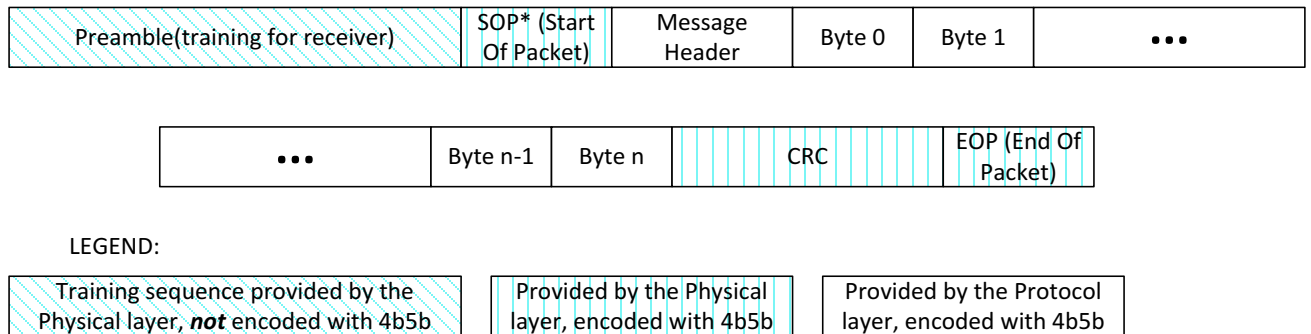 Preamble(training for receiver)
SOP* (Start
Of Packet)
Message
Header
Byte 0
Byte 1
•••
•••
Byte n-1
Byte n
CRC
EOP (End Of
Packet)
LEGEND:
Training sequence provided by the
Physical layer, not encoded with 4b5b
Provided by the Physical
layer, encoded with 4b5b
Provided by the Protocol
layer, encoded with 4b5b